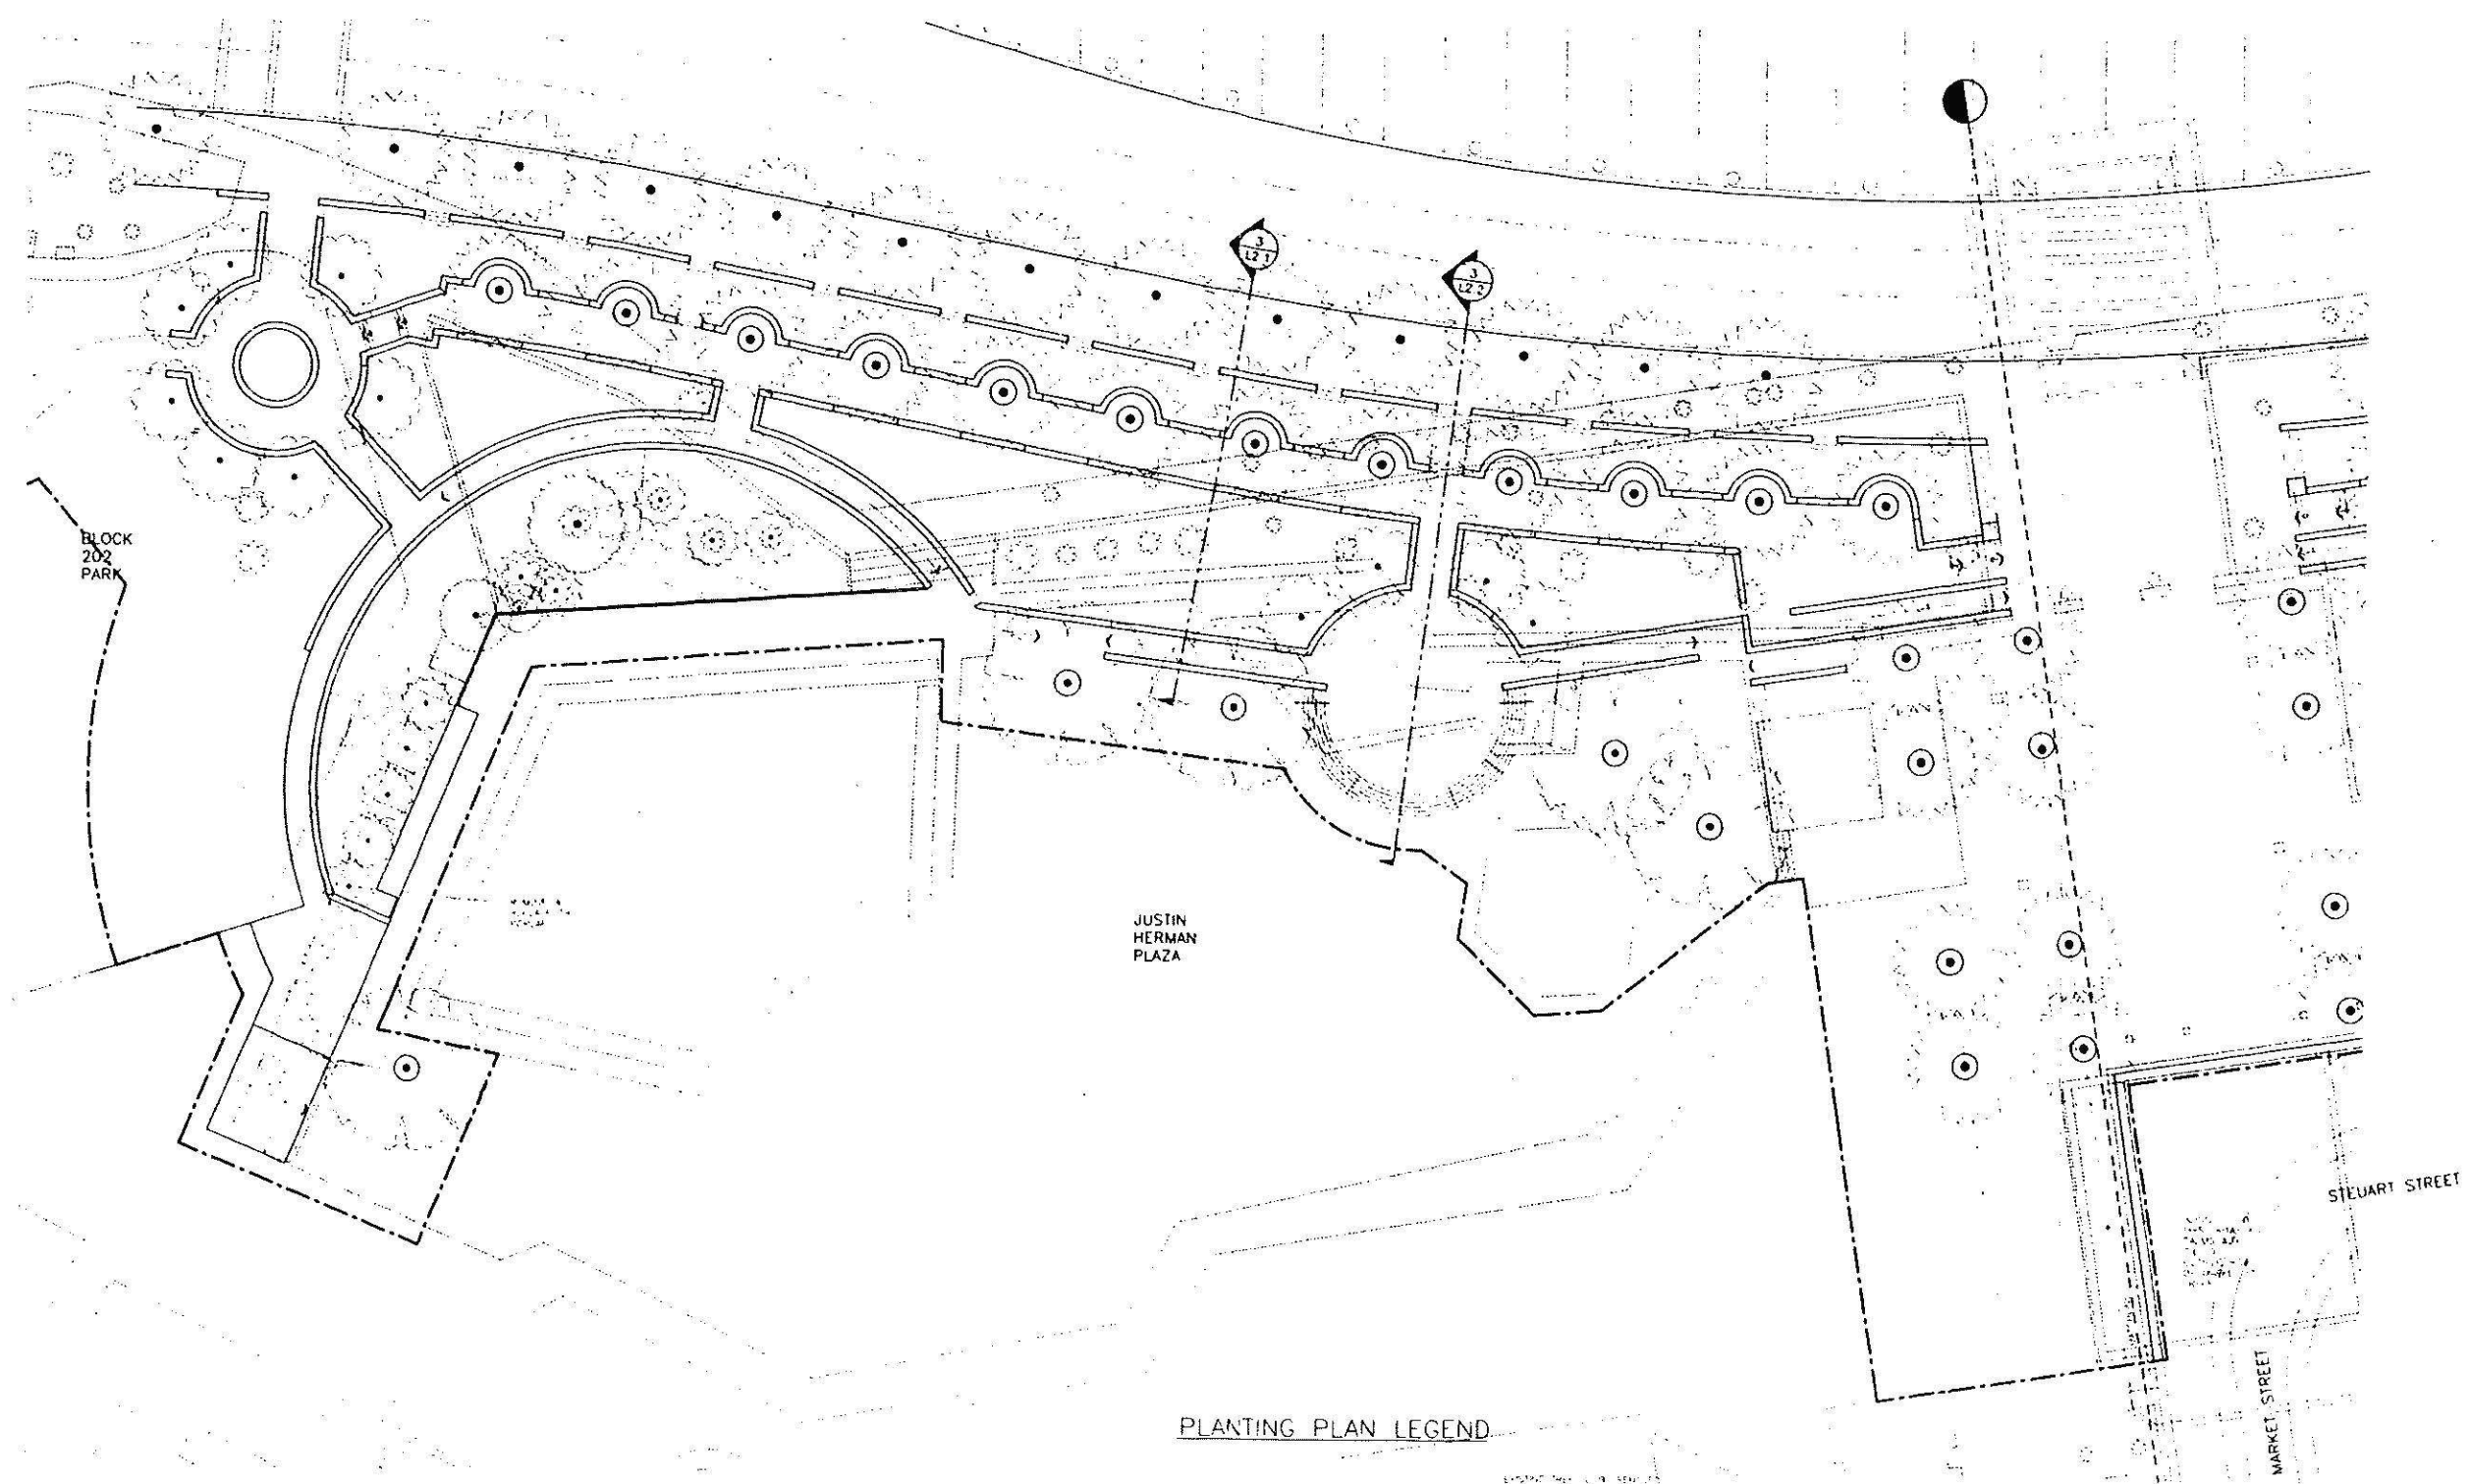 3
L2.1
3
L2.2
BLOCK
202
PARK
JUSTIN
HERMAN
PLAZA
STEUART STREET
MARKET STREET
PLANTING PLAN LEGEND